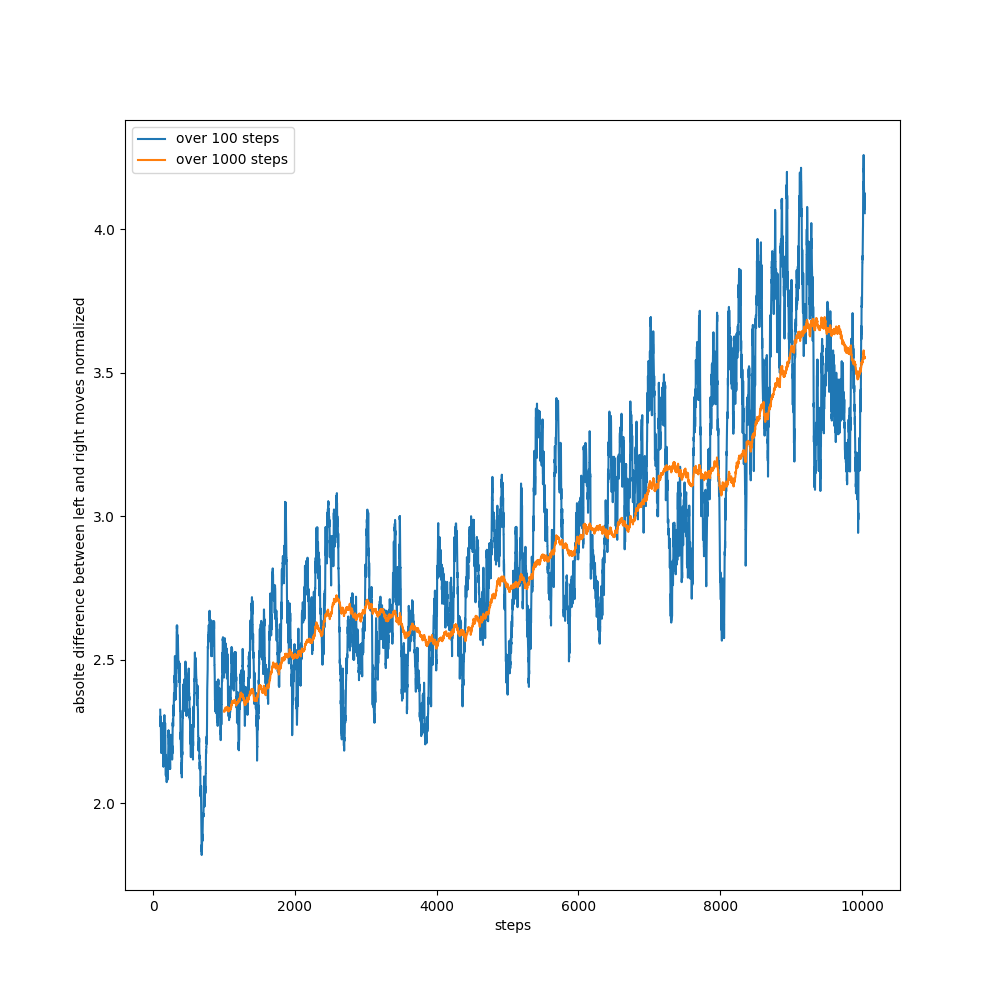 over 100 steps
over 1000 steps
absolte difference between left and right moves normalized
4.0
3.5
3.0
2.5
2.0
0 2000 4000 6000 8000 10000
steps